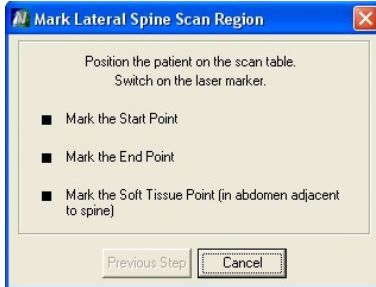 Mark Lateral Spine Scan Region
Position the patient on the scan table.
Switch on the laser marker.
Mark the Start Point
Mark the End Point
Mark the Soft Tissue Point (in abdomen adjacent
to spine)
Previous Step
Cancel